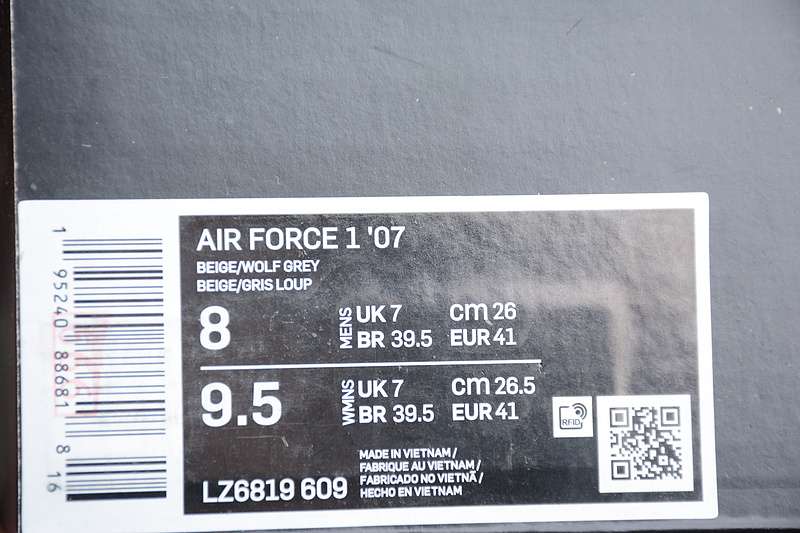 AIR FORCE 1 '07
BEIGE/WOLF GREY
BEIGE/GRIS LOUP
8 MENS UK 7 cm 26
BR 39.5 EUR 41
9.5 WMNS UK 7 cm 26.5
BR 39.5 EUR 41
RFID
LZ6819 609
MADE IN VIETNAM /
FABRIQUE AU VIETNAM /
FABRICADO NO VIETNÃ /
HECHO EN VIETNAM
1 95240 88681 8 16